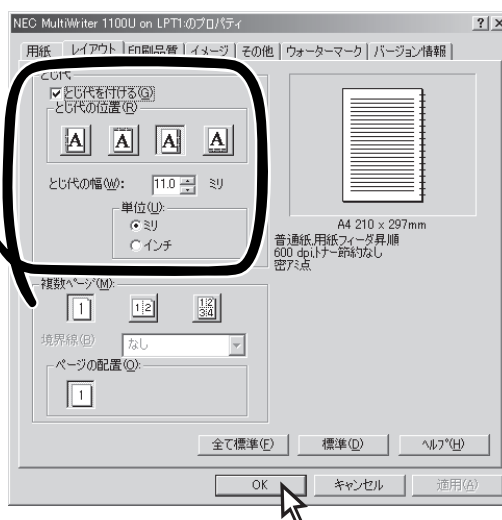 NEC MultiWriter 1100U on LPT1:のプロパティ
用紙 レイアウト 印刷品質 イメージ その他 ウォーターマーク バージョン情報
とじ代
とじ代を付ける(G)
とじ代の位置(R)
A A A A
とじ代の幅(W): 11.0 ミリ
単位(U):
ミリ
インチ
A4 210 x 297mm
普通紙,用紙フィーダ昇順
600 dpi,トナー節約なし
密アミ点
複数ページ(M):
1 1 2 1 2 3 4
境界線(B) なし
ページの配置(O):
1
全て標準(F) 標準(D) ヘルプ(H)
OK キャンセル 適用(A)